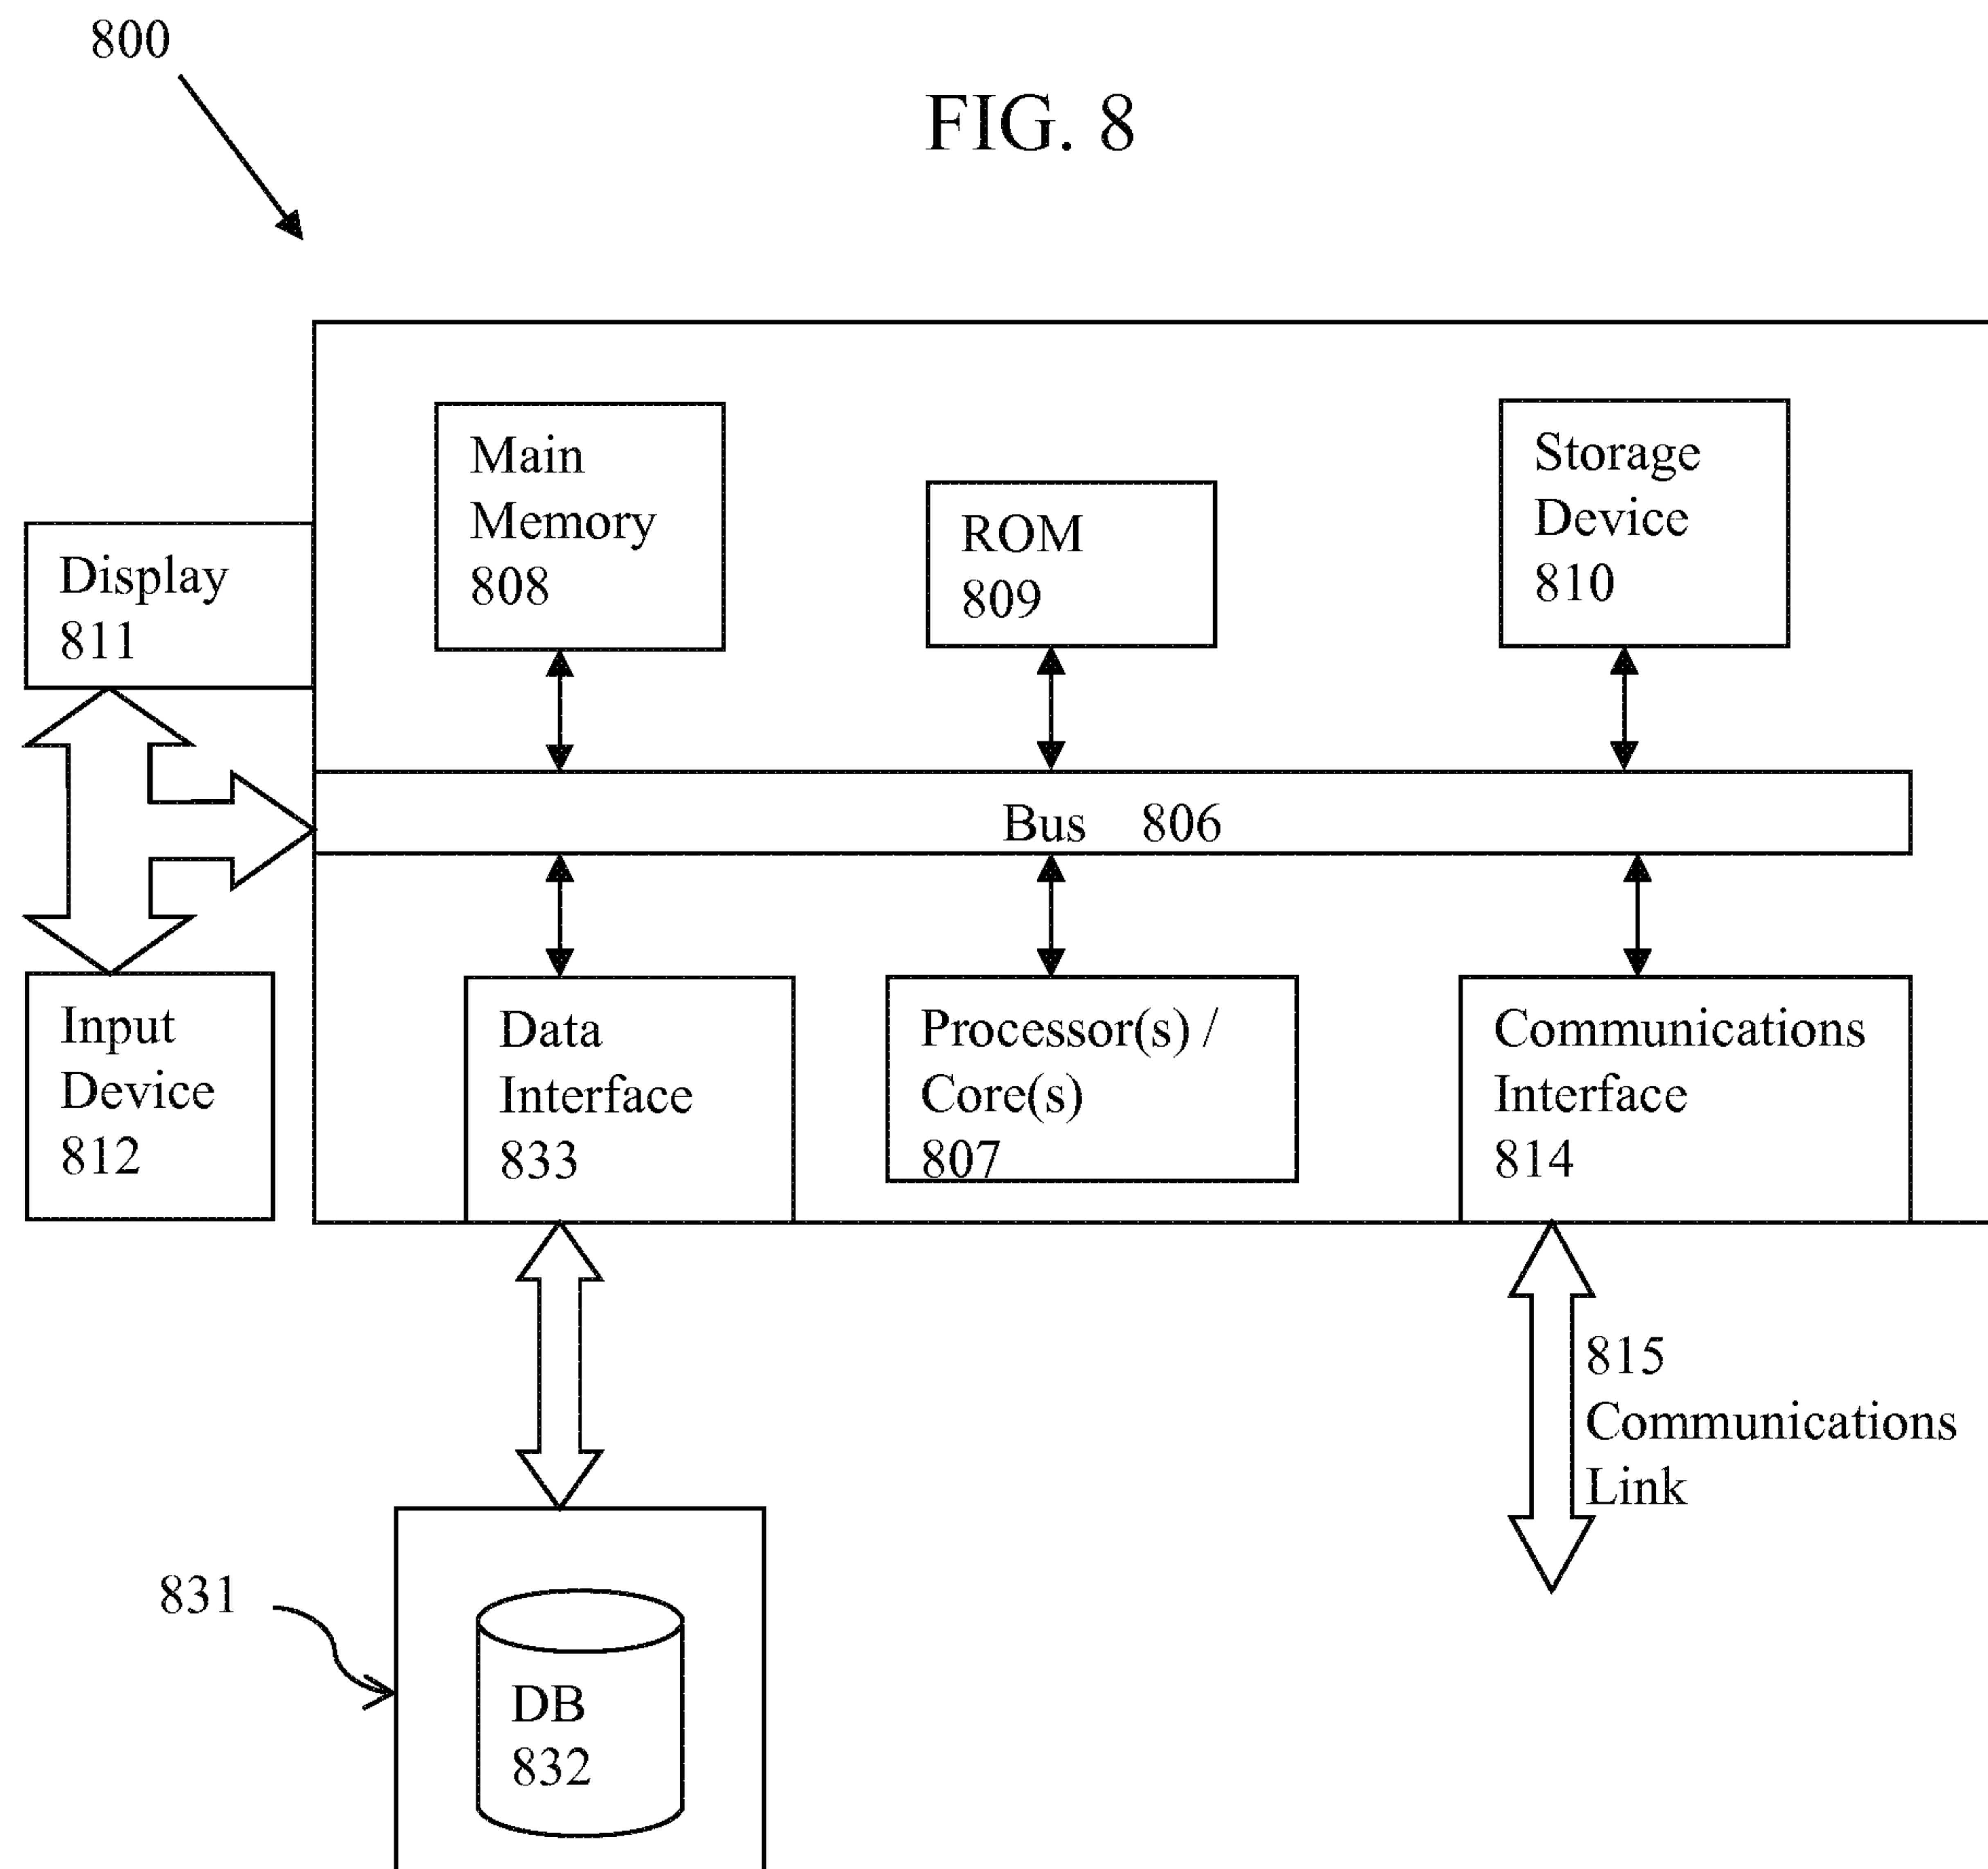 800
FIG. 8
Main
Memory
808
ROM
809
Storage
Device
810
Display
811
Bus 806
Input
Device
812
Data
Interface
833
Processor(s) /
Core(s)
807
Communications
Interface
814
815
Communications
Link
831
DB
832